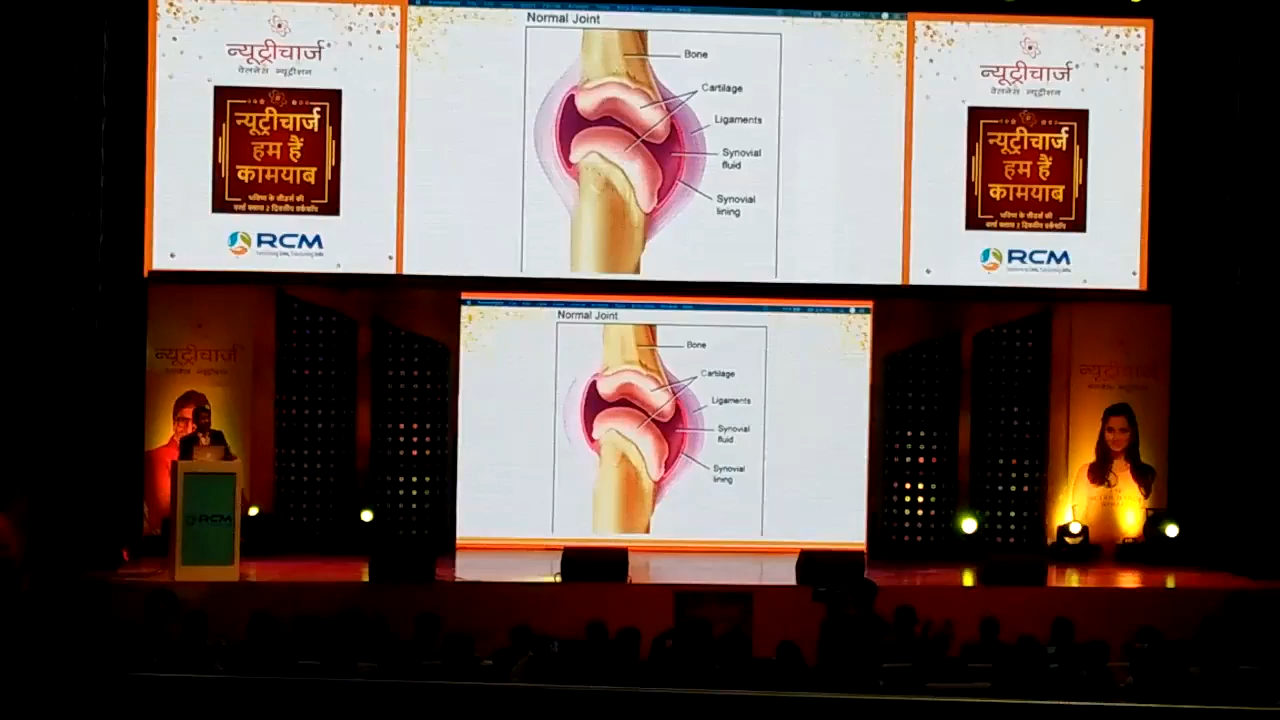 न्यूट्रीचार्ज
वेलनेस न्यूट्रीशन
न्यूट्रीचार्ज
हम हैं
कामयाब
RCM
Normal Joint
Bone
Cartilage
Ligaments
Synovial
fluid
Synovial
lining
न्यूट्रीचार्ज
वेलनेस न्यूट्रीशन
न्यूट्रीचार्ज
हम हैं
कामयाब
RCM
न्यूट्रीचार्ज
Normal Joint
Bone
Cartilage
Ligaments
Synovial
fluid
Synovial
lining
न्यूट्रीचार्ज
RCM